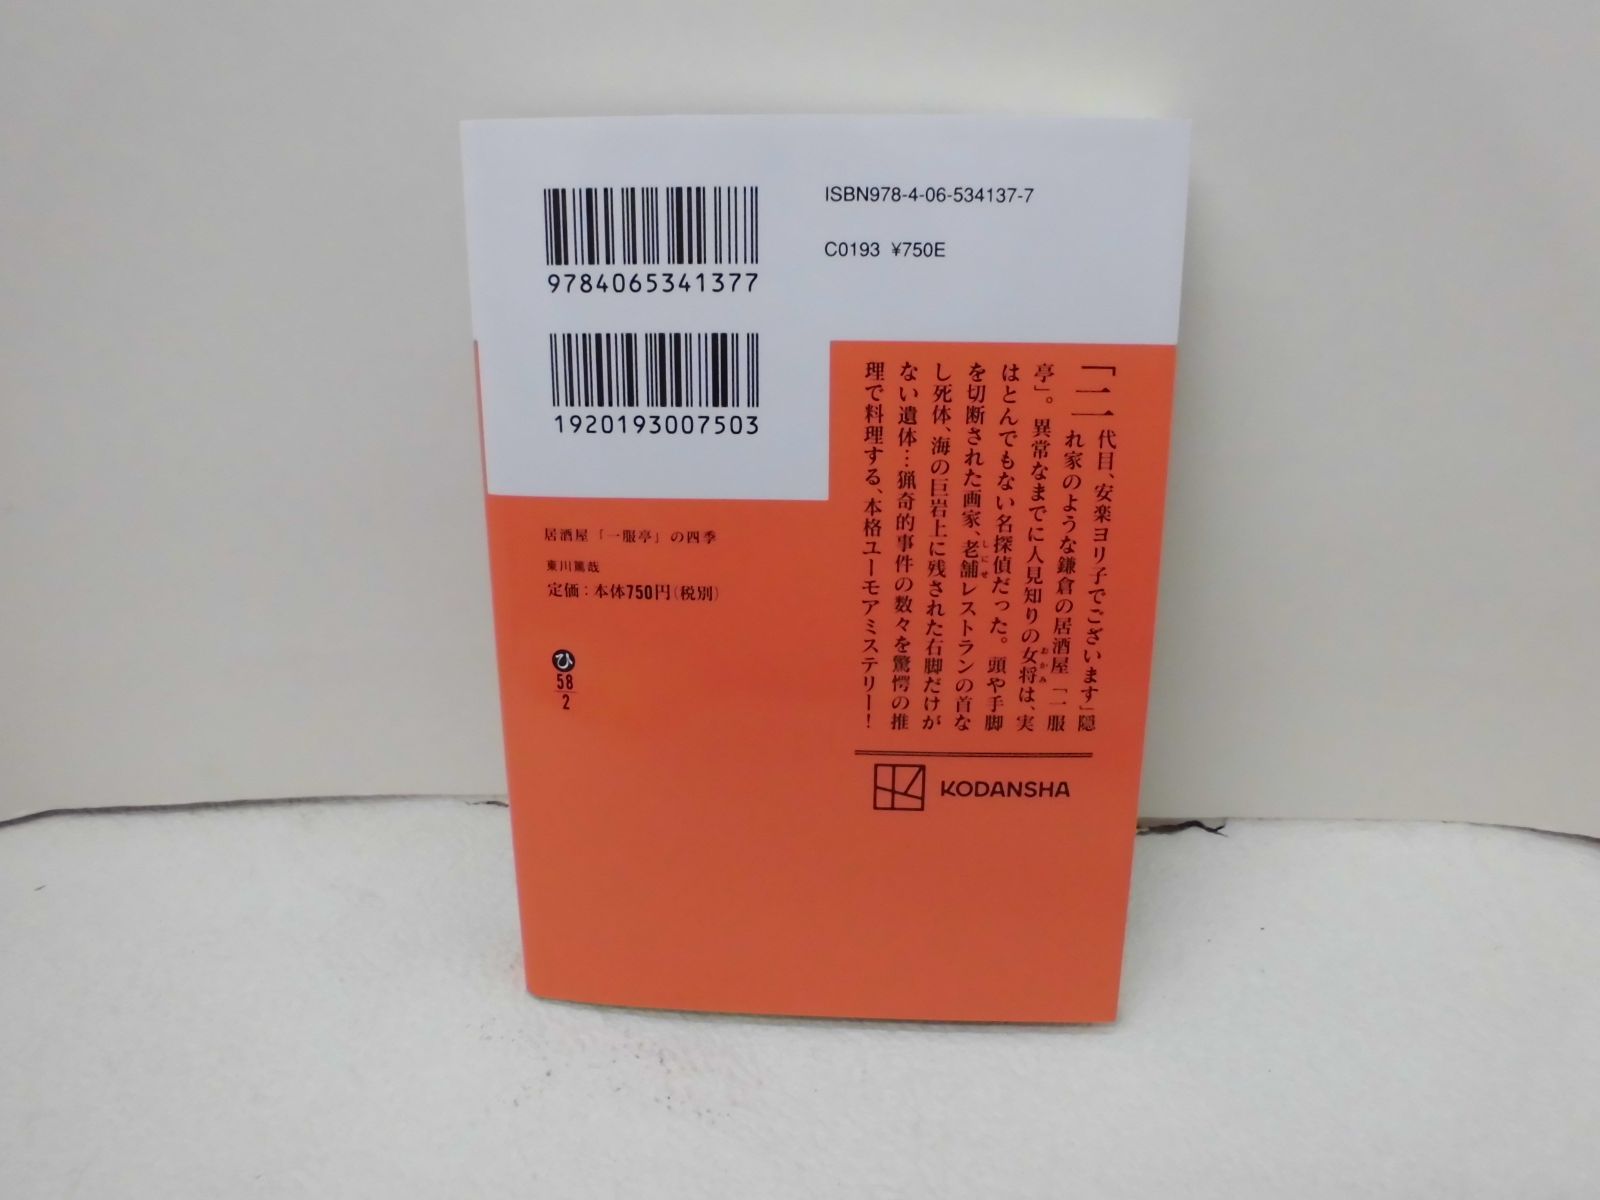 9784065341377
1920193007503
ISBN978-4-06-534137-7
C0193 ¥750E
「二代目、安楽ヨリ子でございます」隠
れ家のような鎌倉の居酒屋「一服
亭」。異常なまでに人見知りの女将は、実
おかみ
はとんでもない名探偵だった。頭や手脚
を切断された画家、老舗レストランの首な
しにせ
し死体、海の巨岩上に残された右脚だけが
ない遺体…猟奇的事件の数々を驚愕の推
理で料理する、本格ユーモアミステリー!
KODANSHA
居酒屋「一服亭」の四季
東川篤哉
定価:本体750円(税別)
ひ
58
2